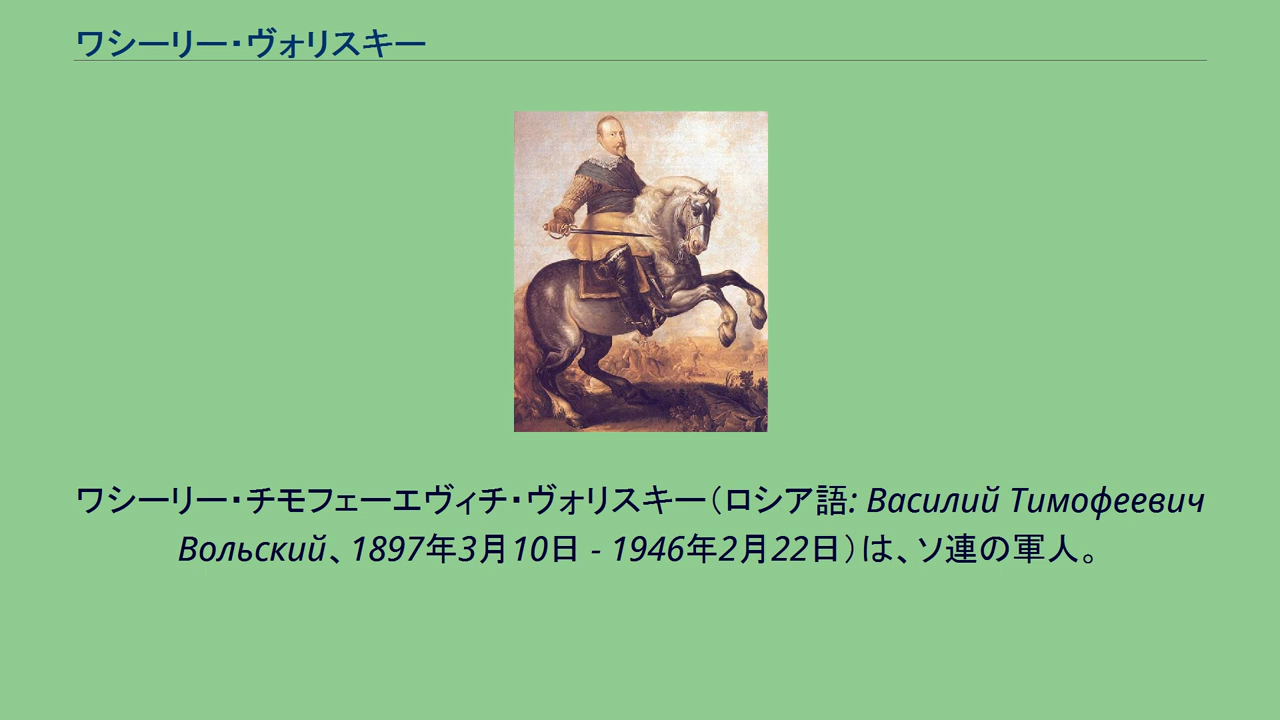 ワシーリー・ヴォリスキー
ワシーリー・チモフェーエヴィチ・ヴォリスキー（ロシア語: Василий Тимофеевич
Вольский、1897年3月10日 - 1946年2月22日）は、ソ連の軍人。